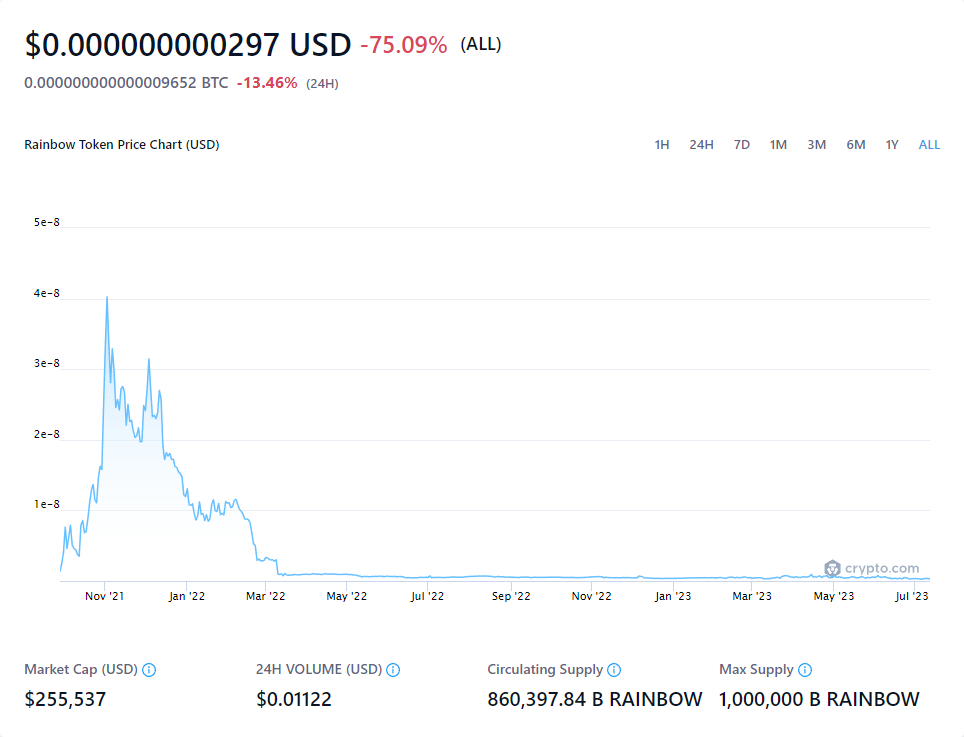 $0.000000000297 USD -75.09% (ALL)
0.000000000000009652 BTC -13.46% (24H)
Rainbow Token Price Chart (USD) 1H 24H 7D 1M 3M 6M 1Y ALL
5e-8
4e-8
3e-8
2e-8
1e-8
crypto.com
Nov '21 Jan '22 Mar '22 May '22 Jul '22 Sep '22 Nov '22 Jan '23 Mar '23 May '23 Jul '23
Market Cap (USD) 24H VOLUME (USD) Circulating Supply Max Supply
$255,537 $0.01122 860,397.84 B RAINBOW 1,000,000 B RAINBOW